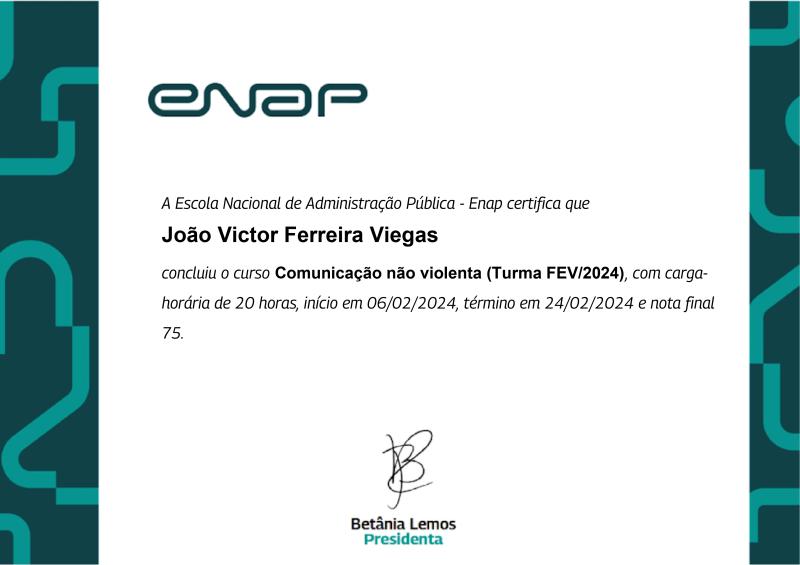 enap
A Escola Nacional de Administração Pública - Enap certifica que
João Victor Ferreira Viegas
concluiu o curso Comunicação não violenta (Turma FEV/2024), com carga-
horária de 20 horas, início em 06/02/2024, término em 24/02/2024 e nota final
75.
Betânia Lemos
Presidenta